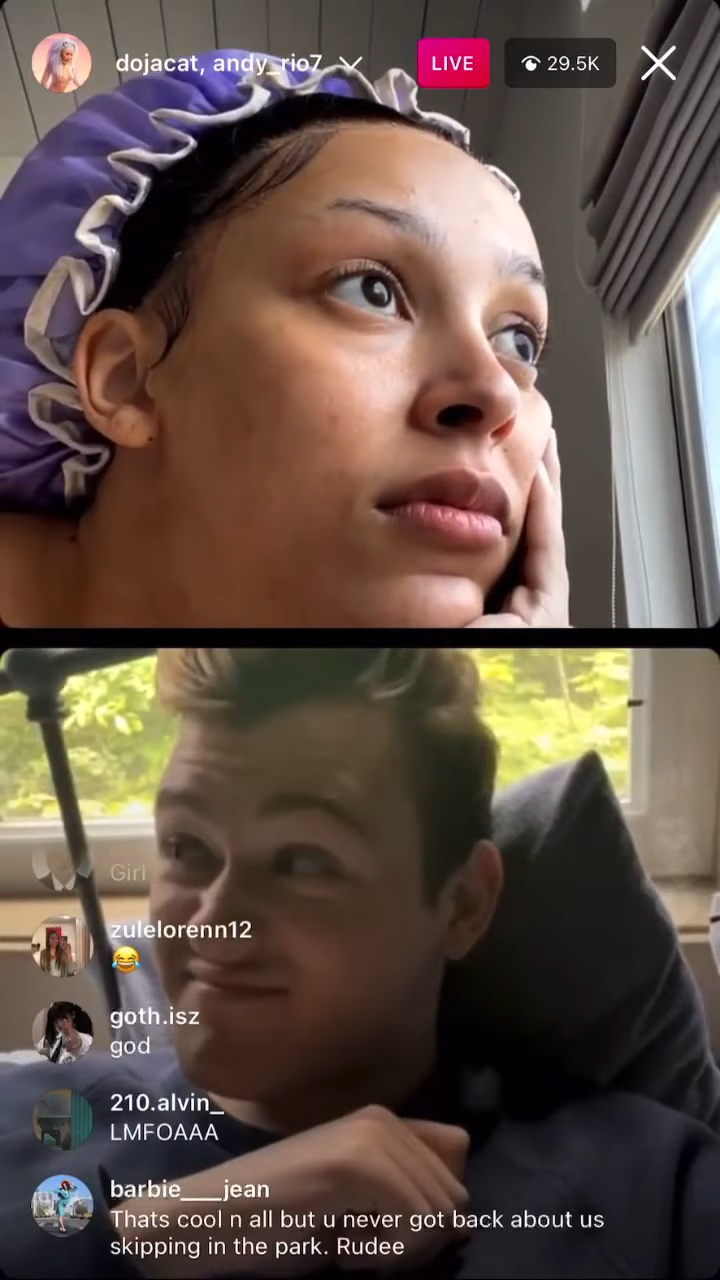 dojacat, andy_rio7
LIVE
29.5K
Girl
zulelorenn12
😂
goth.isz
god
210.alvin_
LMFOAAA
barbie___jean
Thats cool n all but u never got back about us
skipping in the park. Rudee